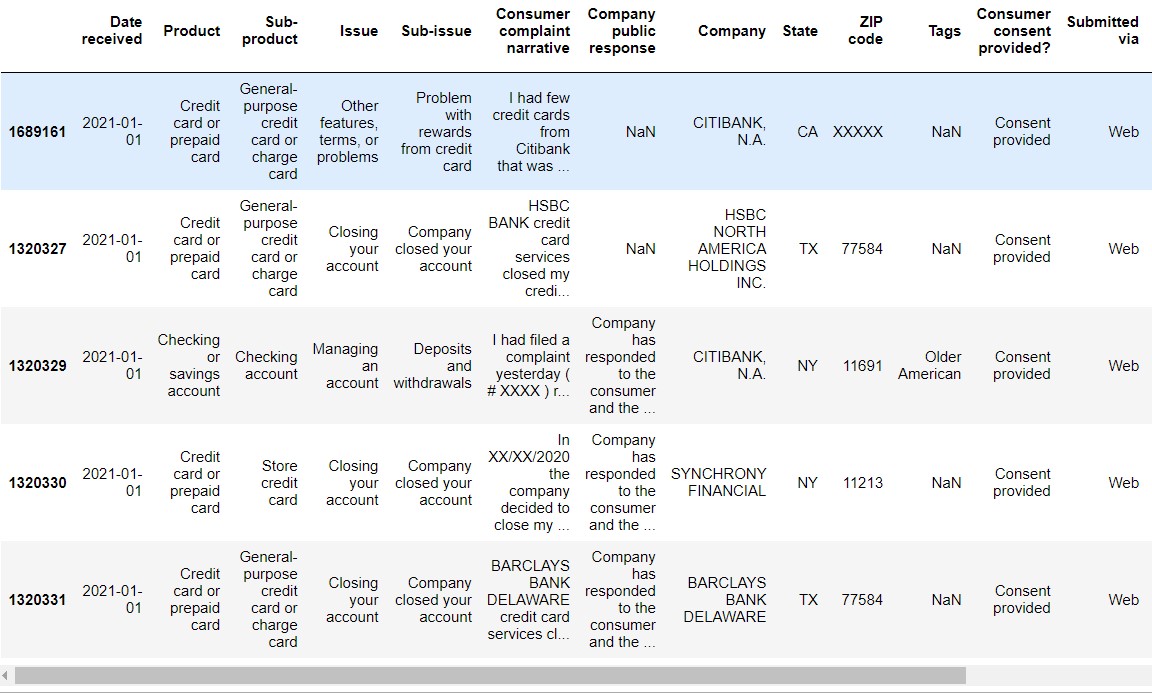 Date
received
Product
Sub-
product
Issue
Sub-issue
Consumer
complaint
narrative
Company
public
response
Company
State
ZIP
code
Tags
Consumer
consent
provided?
Submitted
via
1689161
2021-01-
01
Credit
card or
prepaid
card
General-
purpose
credit
card or
charge
card
Other
features,
terms, or
problems
Problem
with
rewards
from credit
card
I had few
credit cards
from
Citibank
that was ...
NaN
CITIBANK,
N.A.
CA
XXXXX
NaN
Consent
provided
Web
1320327
2021-01-
01
Credit
card or
prepaid
card
General-
purpose
credit
card or
charge
card
Closing
your
account
Company
closed your
account
HSBC
BANK credit
card
services
closed my
credi...
NaN
HSBC
NORTH
AMERICA
HOLDINGS
INC.
TX
77584
NaN
Consent
provided
Web
1320329
2021-01-
01
Checking
or
savings
account
Checking
account
Managing
an
account
Deposits
and
withdrawals
I had filed a
complaint
yesterday (
# XXXX ) r...
Company
has
responded
to the
consumer
and the ...
CITIBANK,
N.A.
NY
11691
Older
American
Consent
provided
Web
1320330
2021-01-
01
Credit
card or
prepaid
card
Store
credit
card
Closing
your
account
Company
closed your
account
In
XX/XX/2020
the
company
decided to
close my ...
Company
has
responded
to the
consumer
and the ...
SYNCHRONY
FINANCIAL
NY
11213
NaN
Consent
provided
Web
1320331
2021-01-
01
Credit
card or
prepaid
card
General-
purpose
credit
card or
charge
card
Closing
your
account
Company
closed your
account
BARCLAYS
BANK
DELAWARE
credit card
services cl...
Company
has
responded
to the
consumer
and the ...
BARCLAYS
BANK
DELAWARE
TX
77584
NaN
Consent
provided
Web